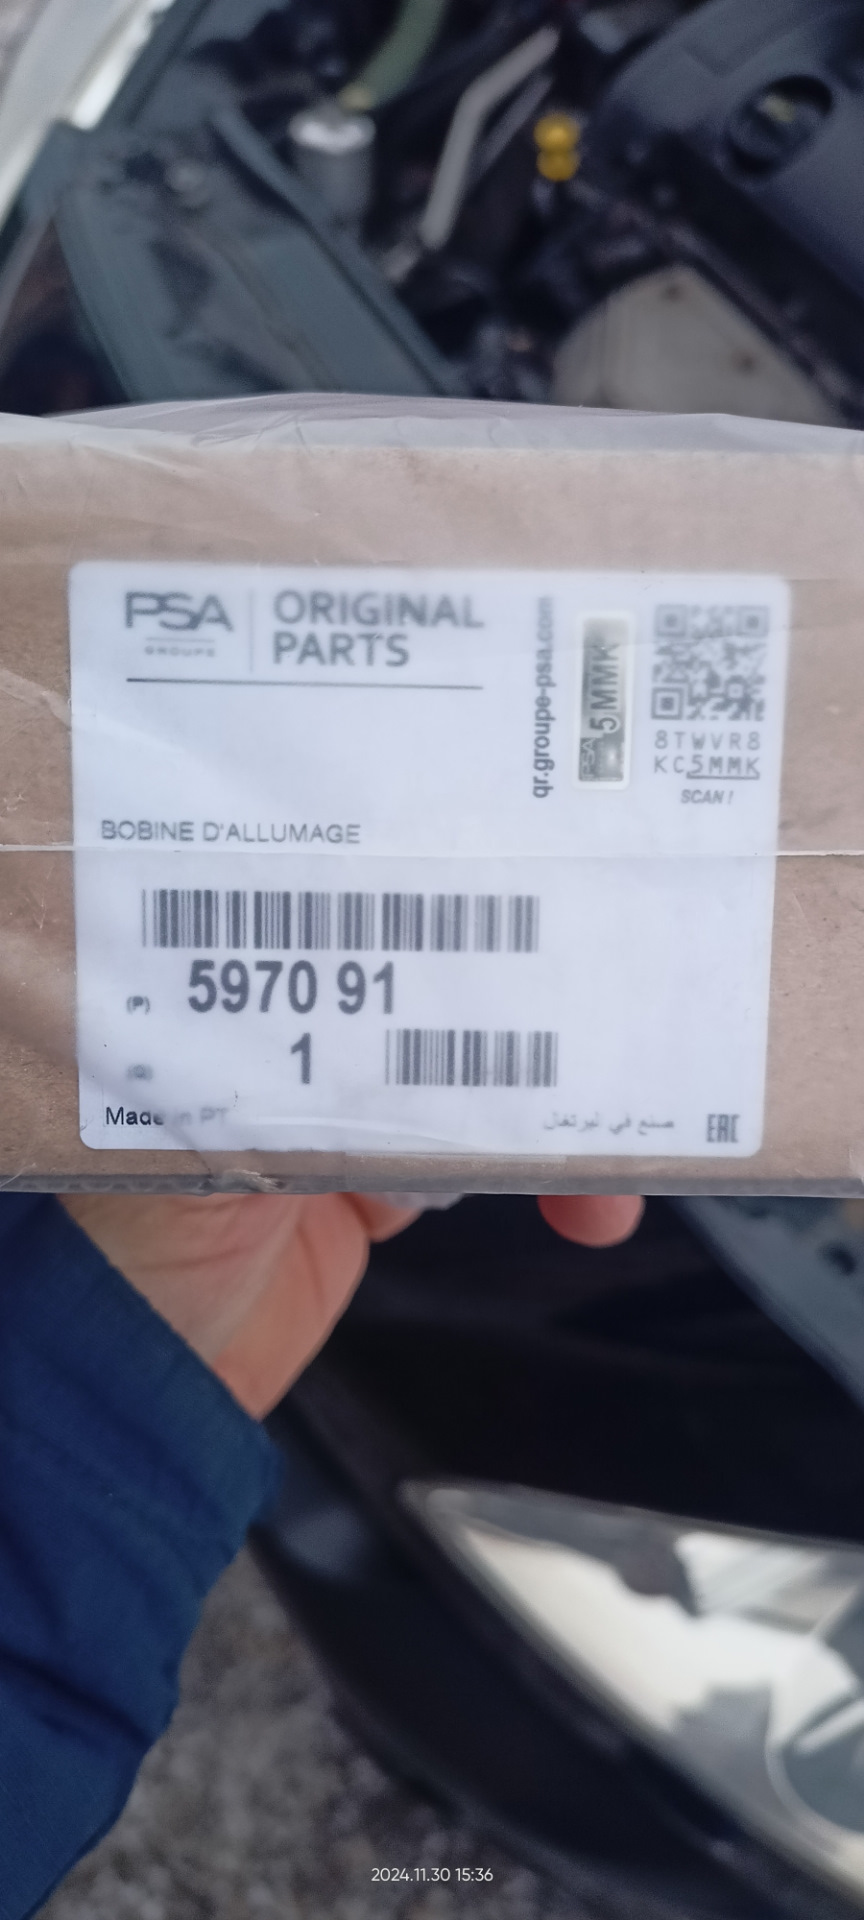 PSA
GROUPE
ORIGINAL
PARTS
qr.groupe-psa.com
PSA 5MMK
8TWVR8
KC5MMK
SCAN!
BOBINE D'ALLUMAGE
(P) 5970 91
(Q) 1
Made in PT
صنع في البرتغال
EAC
2024.11.30 15:36